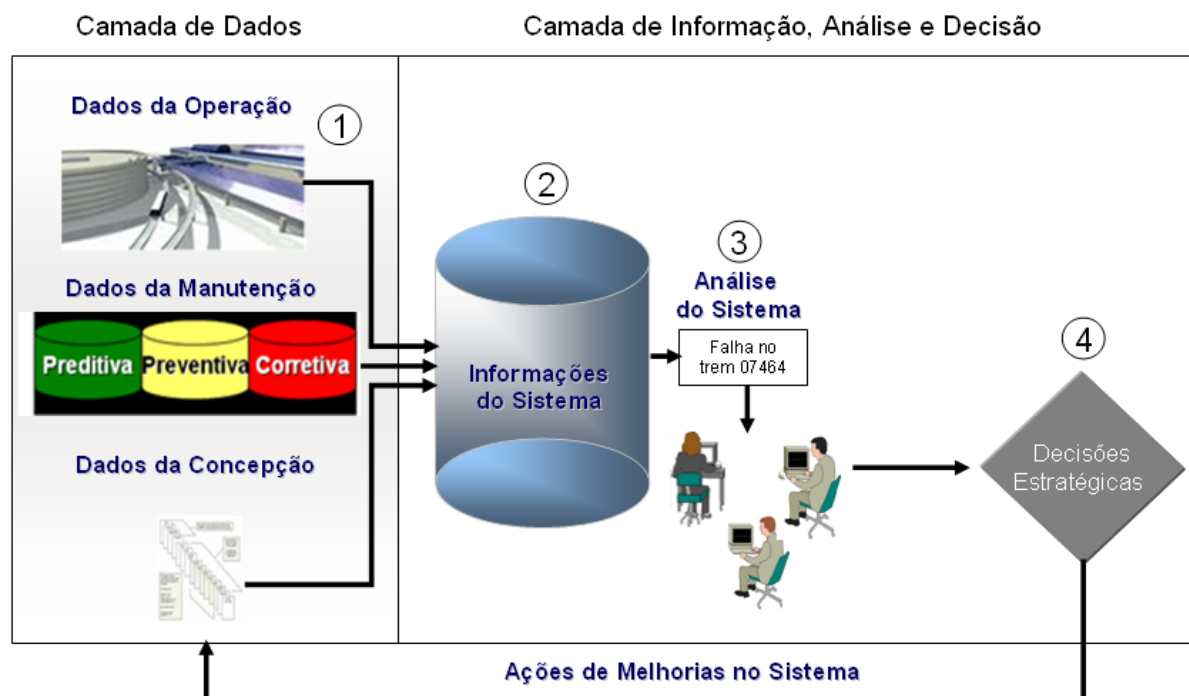 Camada de Dados
Camada de Informação, Análise e Decisão
Dados da Operação
1
Dados da Manutenção
Preditiva
Preventiva
Corretiva
Dados da Concepção
2
Informações
do Sistema
3
Análise
do Sistema
Falha no
trem 07464
4
Decisões
Estratégicas
Ações de Melhorias no Sistema